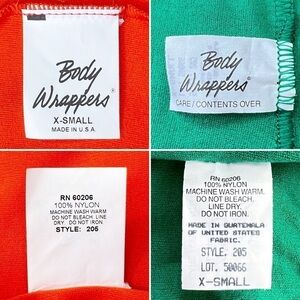 Body
Wrappers®
X-SMALL
MADE IN U.S.A
Body
Wrappers®
CARE/CONTENTS OVER
RN 60206
100% NYLON
MACHINE WASH WARM
DO NOT BLEACH. LINE
DRY. DO NOT IRON.
STYLE: 205
RN 60206
100% NYLON
MACHINE WASH WARM.
DO NOT BLEACH.
LINE DRY.
DO NOT IRON.
MADE IN GUATEMALA
OF UNITED STATES
FABRIC.
STYLE. 205
LOT. 50066
X-SMALL